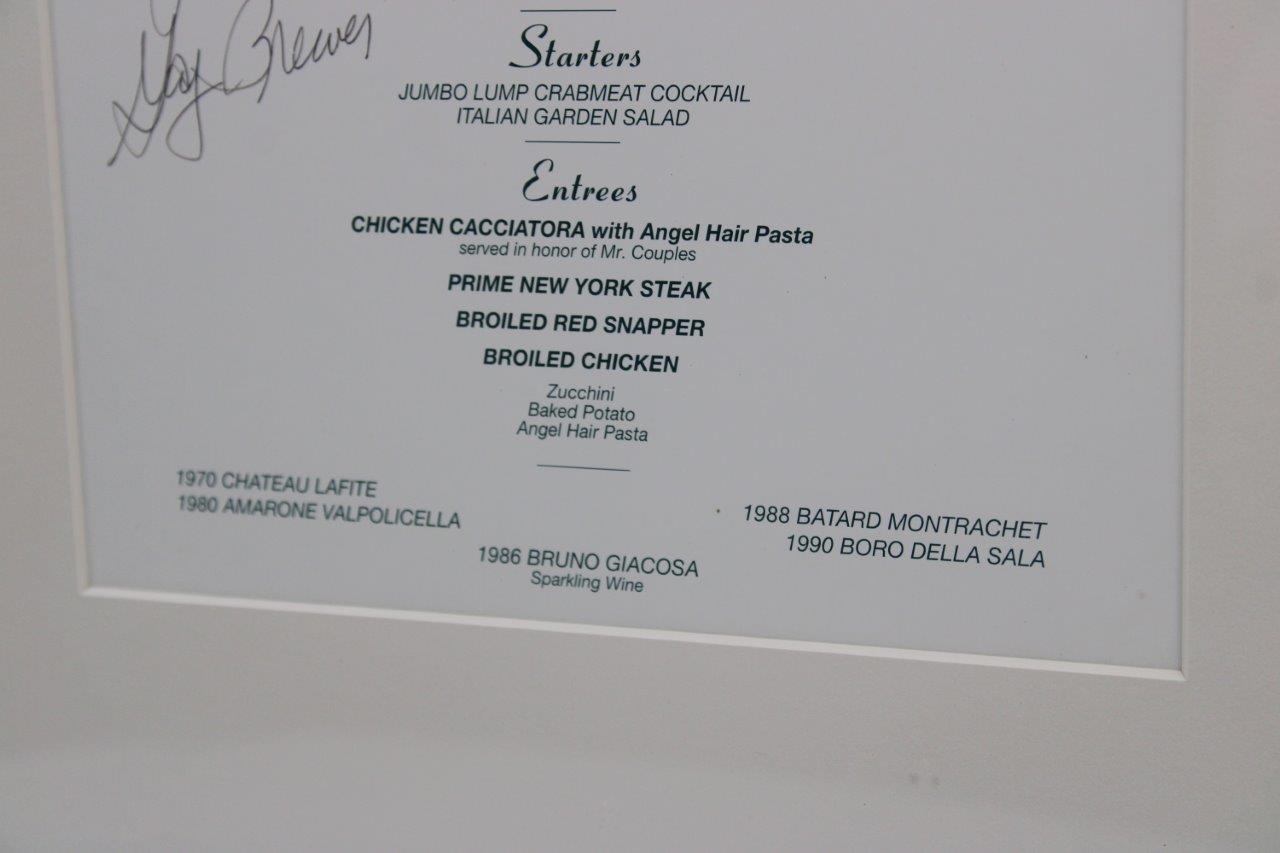 Gay Brewer
Starters
JUMBO LUMP CRABMEAT COCKTAIL
ITALIAN GARDEN SALAD
Entrees
CHICKEN CACCIATORA with Angel Hair Pasta
served in honor of Mr. Couples
PRIME NEW YORK STEAK
BROILED RED SNAPPER
BROILED CHICKEN
Zucchini
Baked Potato
Angel Hair Pasta
1970 CHATEAU LAFITE
1980 AMARONE VALPOLICELLA
1988 BATARD MONTRACHET
1990 BORO DELLA SALA
1986 BRUNO GIACOSA
Sparkling Wine